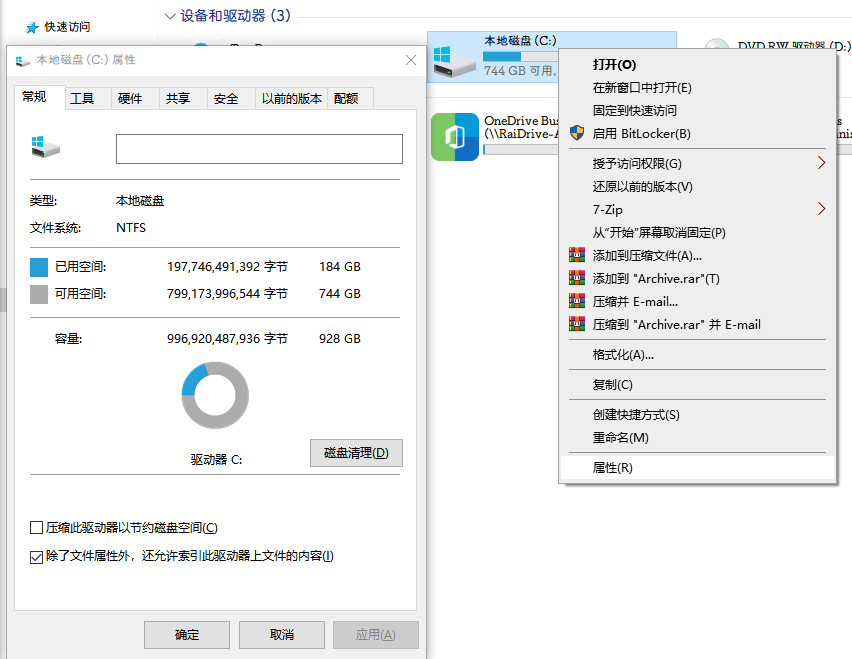 快速访问
设备和驱动器 (3)
本地磁盘 (C:) 属性
常规
工具
硬件
共享
安全
以前的版本
配额
类型:
本地磁盘
文件系统:
NTFS
已用空间:
197,746,491,392 字节
184 GB
可用空间:
799,173,996,544 字节
744 GB
容量:
996,920,487,936 字节
928 GB
驱动器 C:
磁盘清理(D)
压缩此驱动器以节约磁盘空间(C)
除了文件属性外，还允许索引此驱动器上文件的内容(I)
确定
取消
应用(A)
本地磁盘 (C:)
744 GB 可用,
DVD RW 驱动器 (D:)
OneDrive Bus
(\\RaiDrive-A
打开(O)
在新窗口中打开(E)
固定到快速访问
启用 BitLocker(B)
授予访问权限(G)
还原以前的版本(V)
7-Zip
从"开始"屏幕取消固定(P)
添加到压缩文件(A)...
添加到 "Archive.rar"(T)
压缩并 E-mail...
压缩到 "Archive.rar" 并 E-mail
格式化(A)...
复制(C)
创建快捷方式(S)
重命名(M)
属性(R)